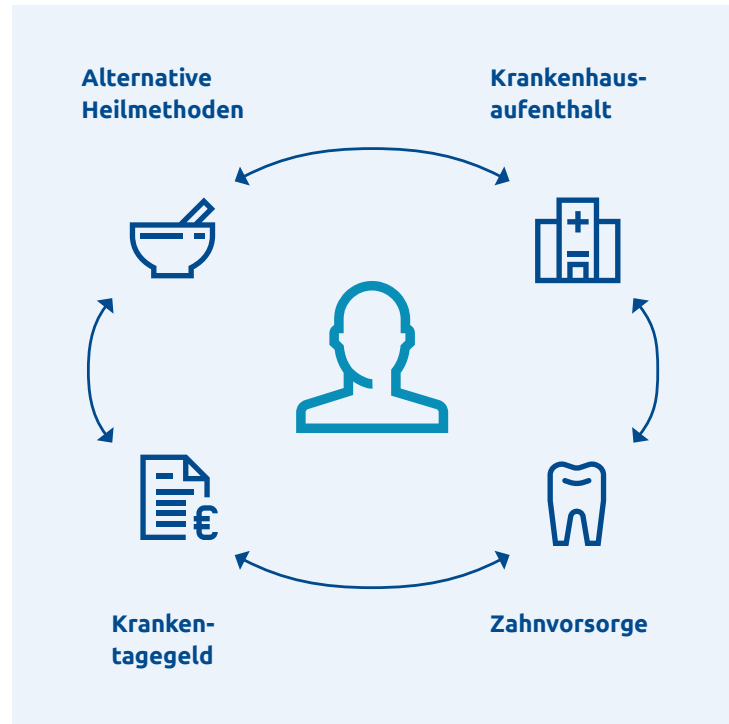 Alternative
Heilmethoden
Krankenhaus-
aufenthalt
Kranken-
tagegeld
Zahnvorsorge